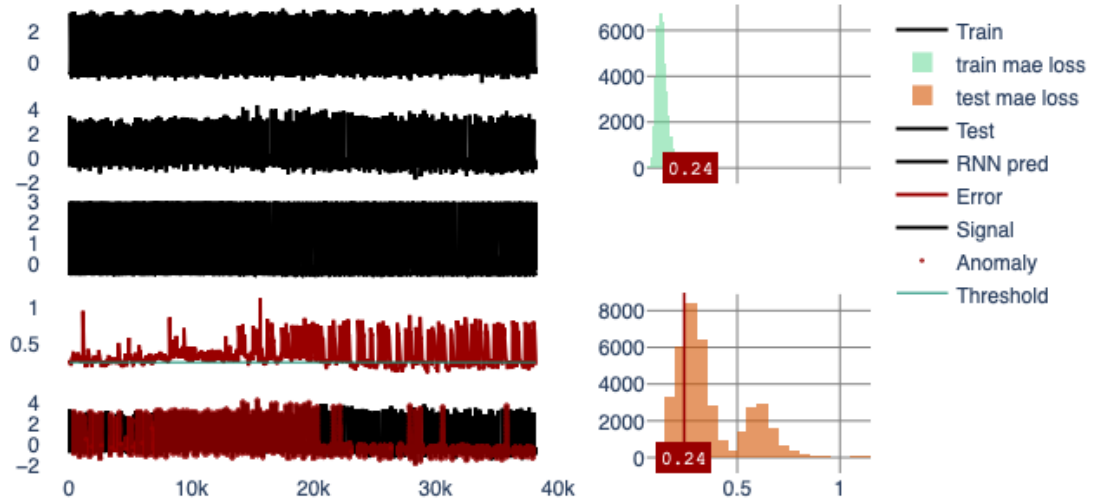 2
0
4
2
0
−2
3
2
1
0
1
0.5
4
2
0
−2
0
10k
20k
30k
40k
6000
4000
2000
0
0.24
8000
6000
4000
2000
0
0.24
0.5
1
Train
train mae loss
test mae loss
Test
RNN pred
Error
Signal
Anomaly
Threshold